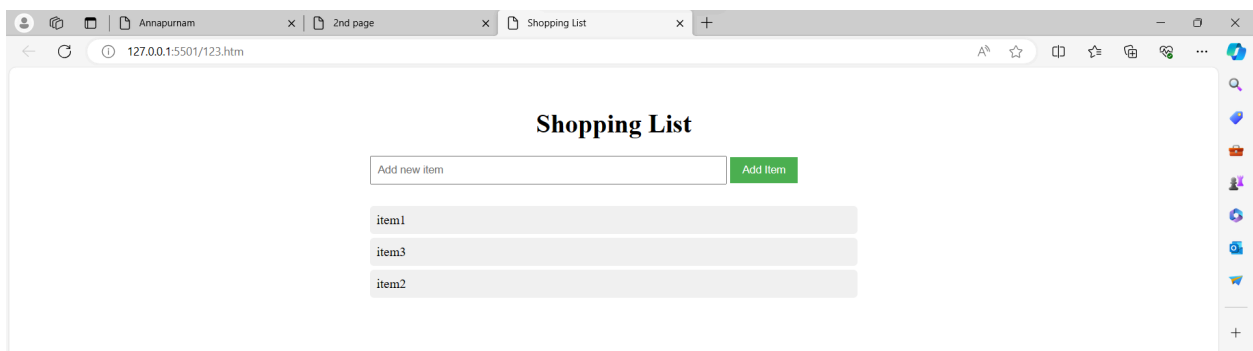 Annapurnam
2nd page
Shopping List
127.0.0.1:5501/123.htm
Shopping List
Add new item
Add Item
item1
item3
item2